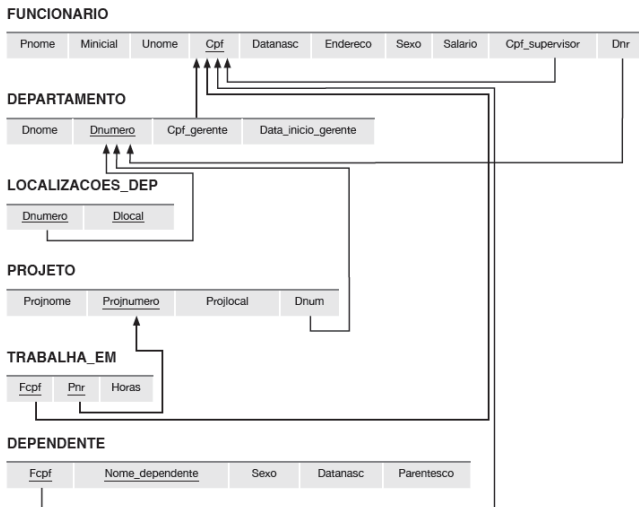 FUNCIONARIO
Pnome Minicial Unome Cpf Datanasc Endereco Sexo Salario Cpf_supervisor Dnr
DEPARTAMENTO
Dnome Dnumero Cpf_gerente Data_inicio_gerente
LOCALIZACOES_DEP
Dnumero Dlocal
PROJETO
Projnome Projnumero Projlocal Dnum
TRABALHA_EM
Fcpf Pnr Horas
DEPENDENTE
Fcpf Nome_dependente Sexo Datanasc Parentesco